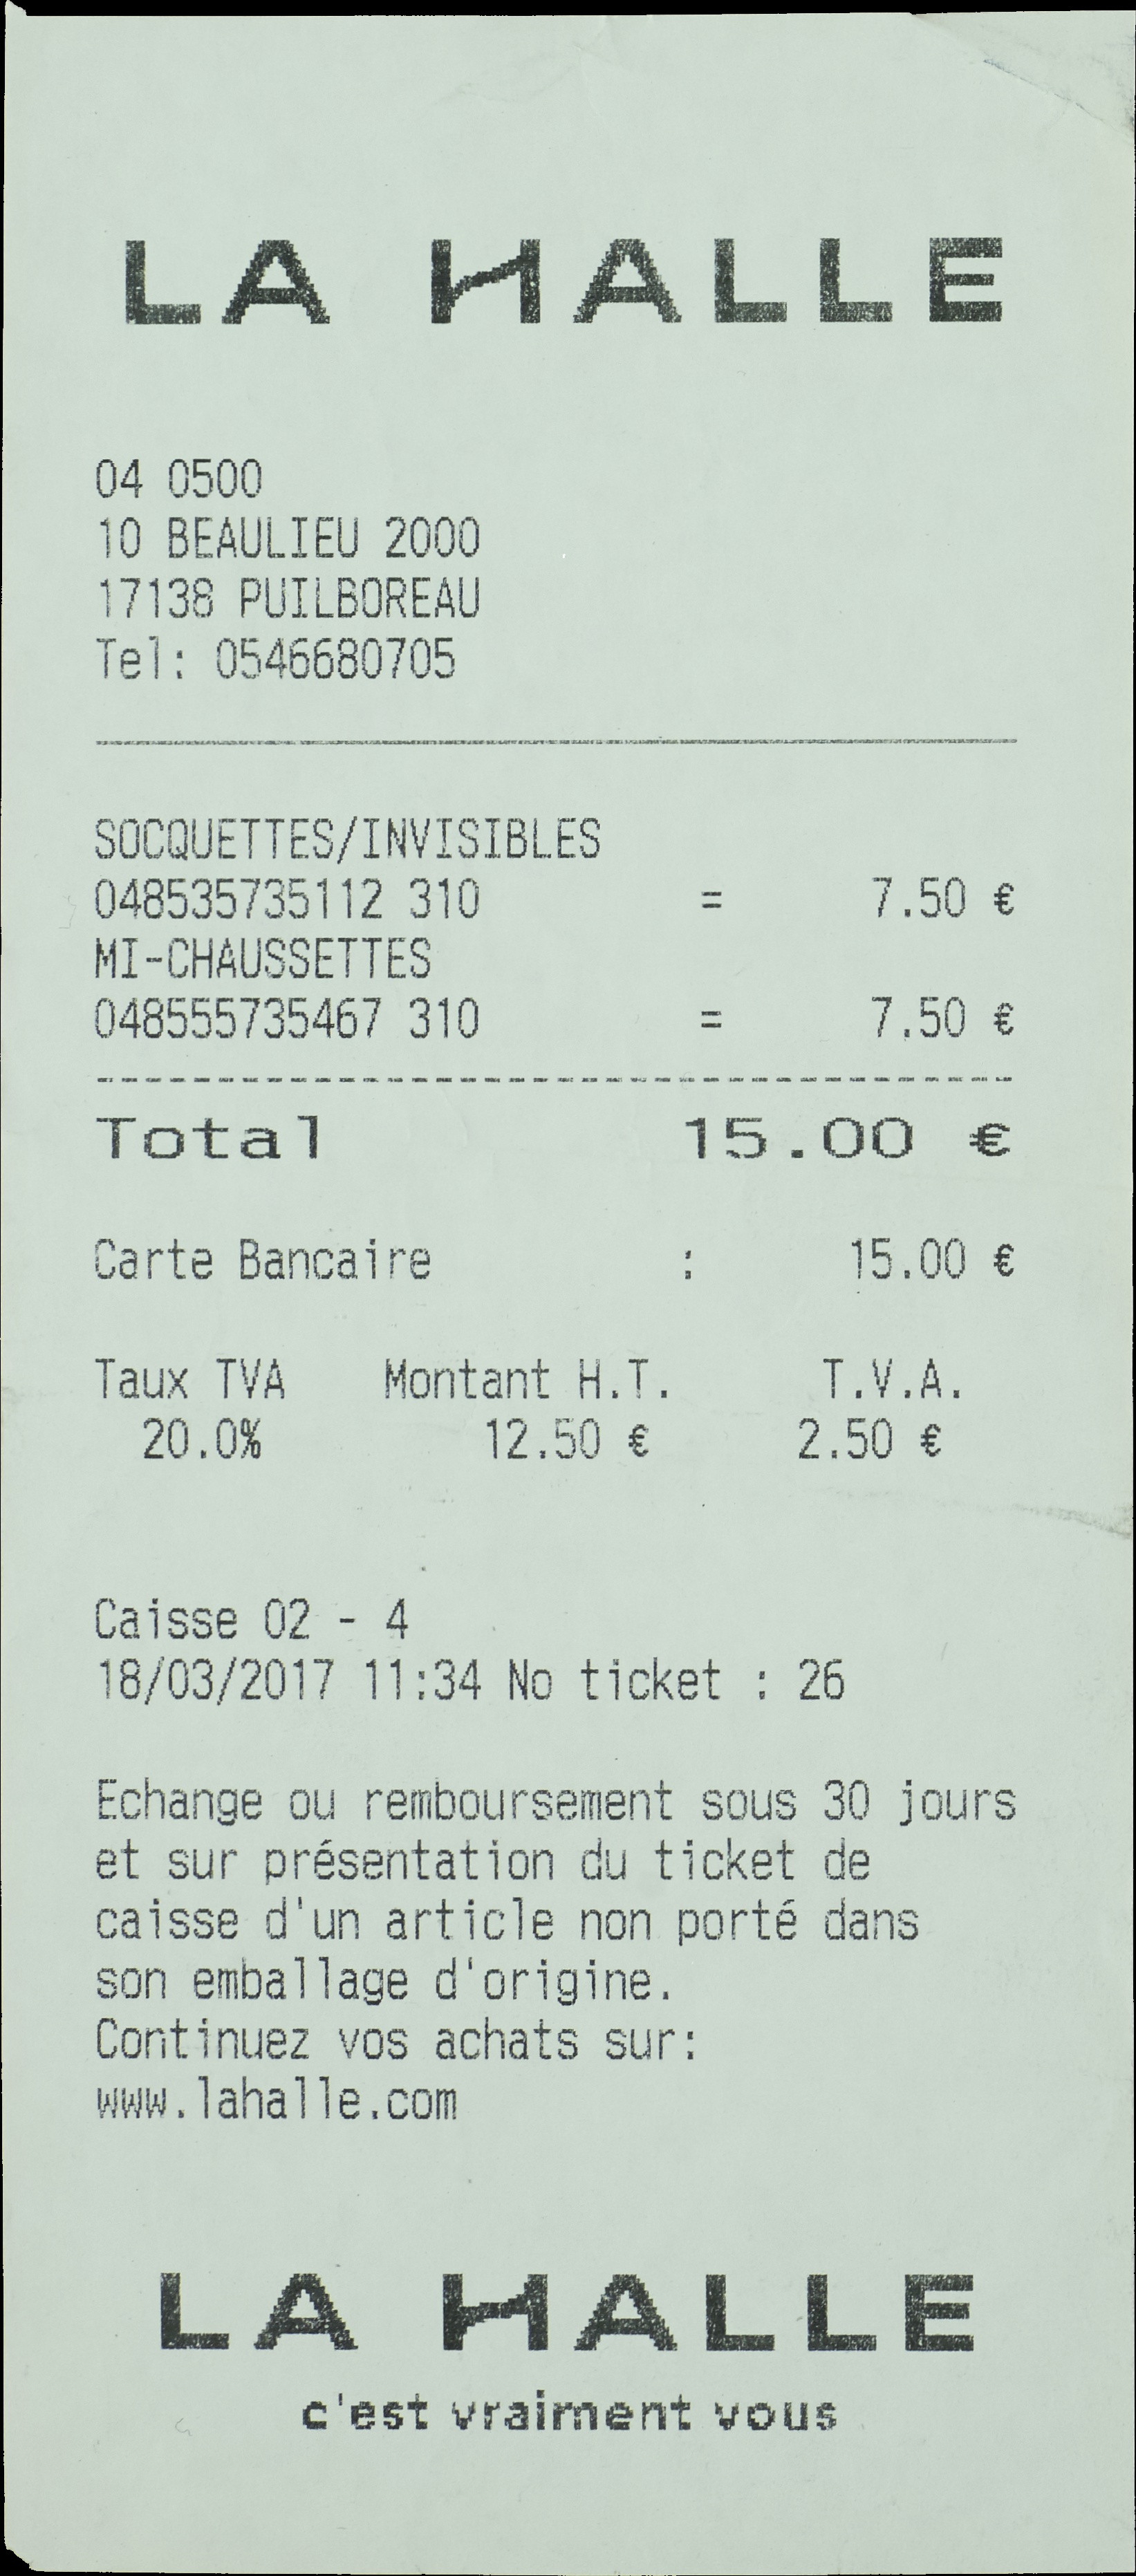 LA HALLE
04 0500
10 BEAULIEU 2000
17138 PUILBOREAU
Tel: 0546680705
SOCQUETTES/INVISIBLES
048535735112 310 = 7.50 €
MI-CHAUSSETTES
048555735467 310 = 7.50 €
Total 15.00 €
Carte Bancaire : 15.00 €
Taux TVA Montant H.T. T.V.A.
20.0% 12.50 € 2.50 €
Caisse 02 - 4
18/03/2017 11:34 No ticket : 26
Echange ou remboursement sous 30 jours
et sur présentation du ticket de
caisse d'un article non porté dans
son emballage d'origine.
Continuez vos achats sur:
www.lahalle.com
LA HALLE
c'est vraiment vous